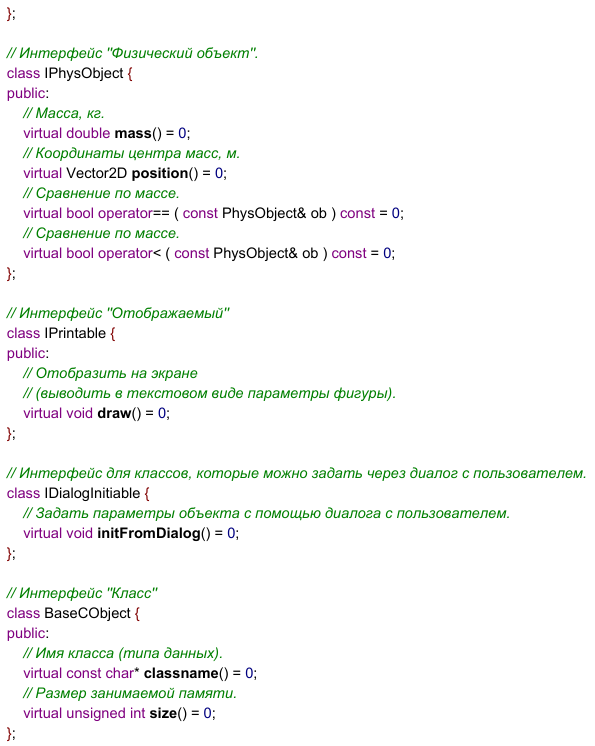 };

// Интерфейс "Физический объект".
class IPhysObject {
public:
    // Масса, кг.
    virtual double mass() = 0;
    // Координаты центра масс, м.
    virtual Vector2D position() = 0;
    // Сравнение по массе.
    virtual bool operator== ( const PhysObject& ob ) const = 0;
    // Сравнение по массе.
    virtual bool operator< ( const PhysObject& ob ) const = 0;
};

// Интерфейс "Отображаемый"
class IPrintable {
public:
    // Отобразить на экране
    // (выводить в текстовом виде параметры фигуры).
    virtual void draw() = 0;
};

// Интерфейс для классов, которые можно задать через диалог с пользователем.
class IDialogInitiable {
    // Задать параметры объекта с помощью диалога с пользователем.
    virtual void initFromDialog() = 0;
};

// Интерфейс "Класс"
class BaseCObject {
public:
    // Имя класса (типа данных).
    virtual const char* classname() = 0;
    // Размер занимаемой памяти.
    virtual unsigned int size() = 0;
};